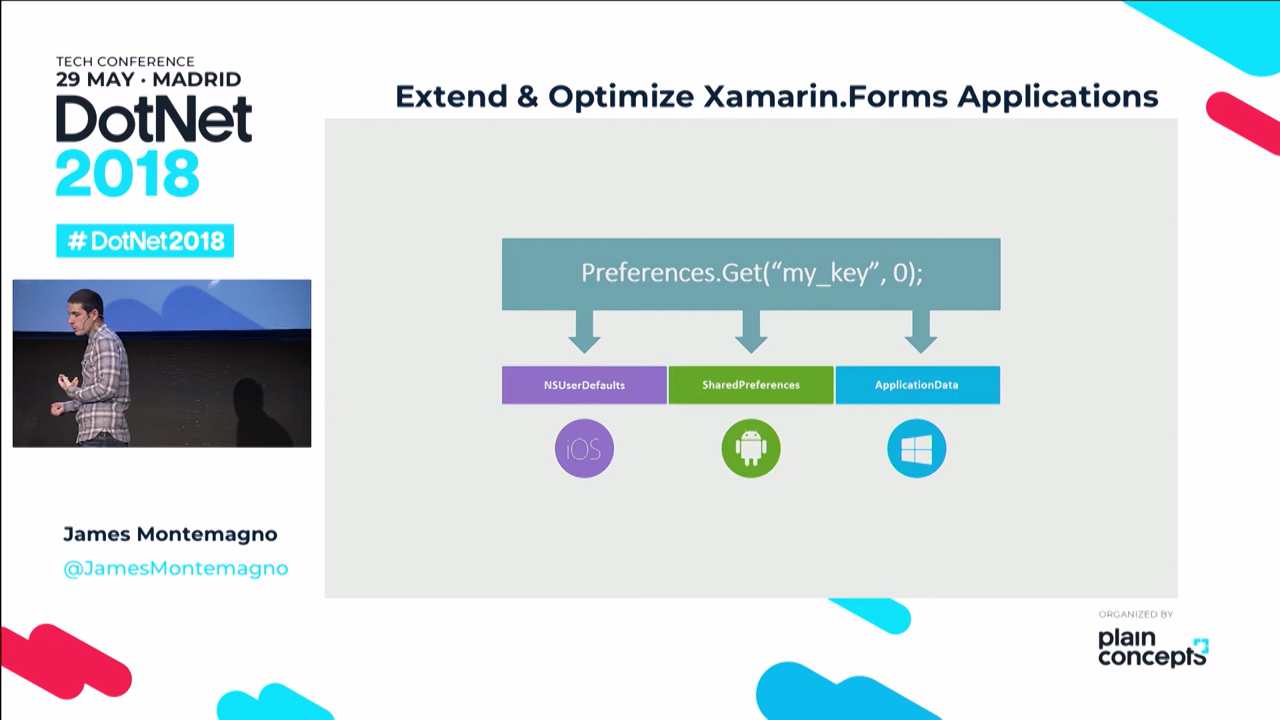 TECH CONFERENCE
29 MAY · MADRID
DotNet
2018
#DotNet2018
Extend & Optimize Xamarin.Forms Applications
Preferences.Get(“my_key”, 0);
NSUserDefaults
SharedPreferences
ApplicationData
iOS
James Montemagno
@JamesMontemagno
ORGANIZED BY
plain
concepts